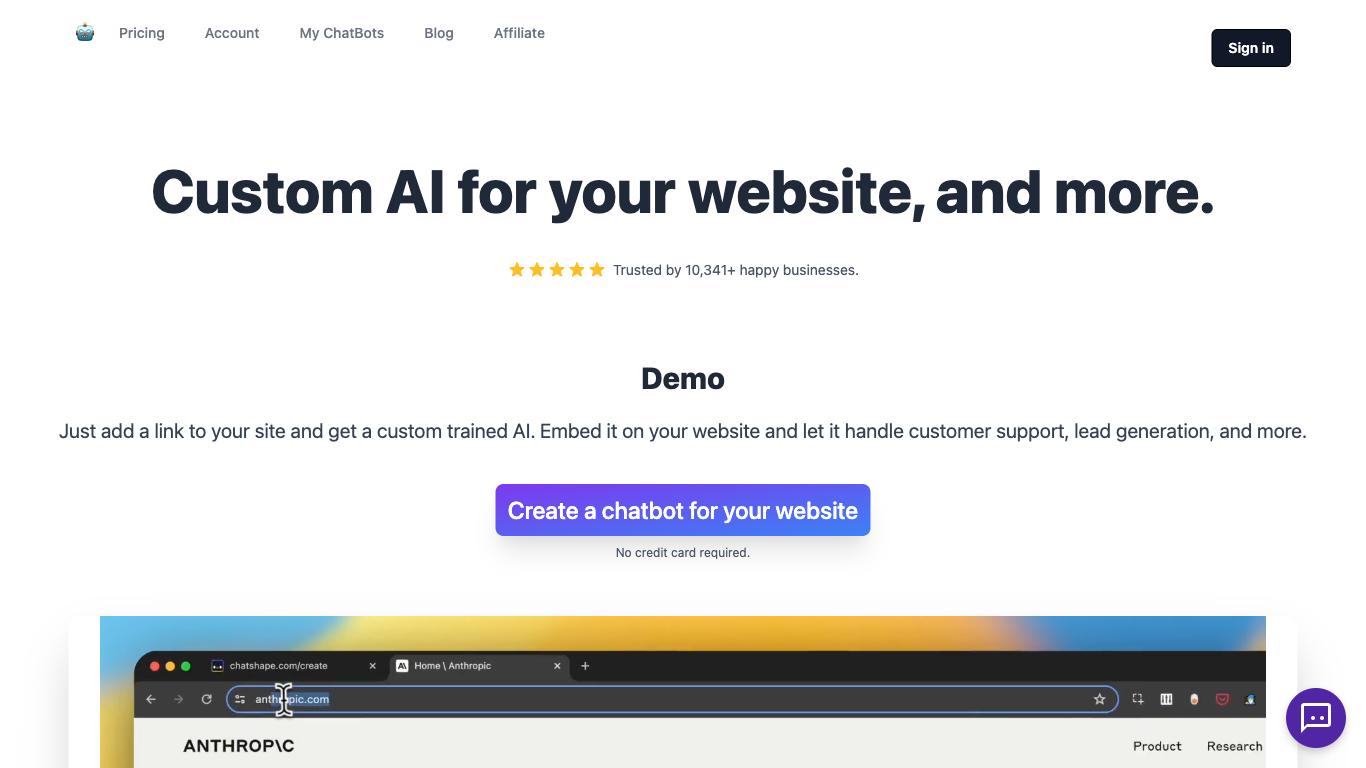 Pricing
Account
My ChatBots
Blog
Affiliate
Sign in
Custom AI for your website, and more.
Trusted by 10,341+ happy businesses.
Demo
Just add a link to your site and get a custom trained AI. Embed it on your website and let it handle customer support, lead generation, and more.
Create a chatbot for your website
No credit card required.
chatshape.com/create
Home \ Anthropic
anthropic.com
ANTHROP\C
Product
Research